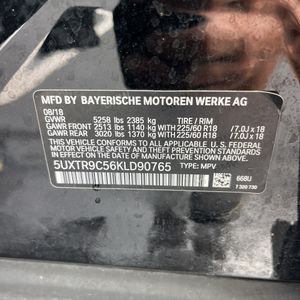 MFD BY BAYERISCHE MOTOREN WERKE AG
08/18
GVWR 5258 lbs 2385 kg TIRE / RIM
GAWR FRONT 2513 lbs 1140 kg WITH 225/60 R18 /7.0J x 18
GAWR REAR 3020 lbs 1370 kg WITH 225/60 R18 /7.0J x 18
THIS VEHICLE CONFORMS TO ALL APPLICABLE U.S. FEDERAL
MOTOR VEHICLE SAFETY AND THEFT PREVENTION STANDARDS
IN EFFECT ON THE DATE OF MANUFACTURE SHOWN ABOVE.
5UXTR9C56KLD90765 TYPE: MPV
668U
7 320 730